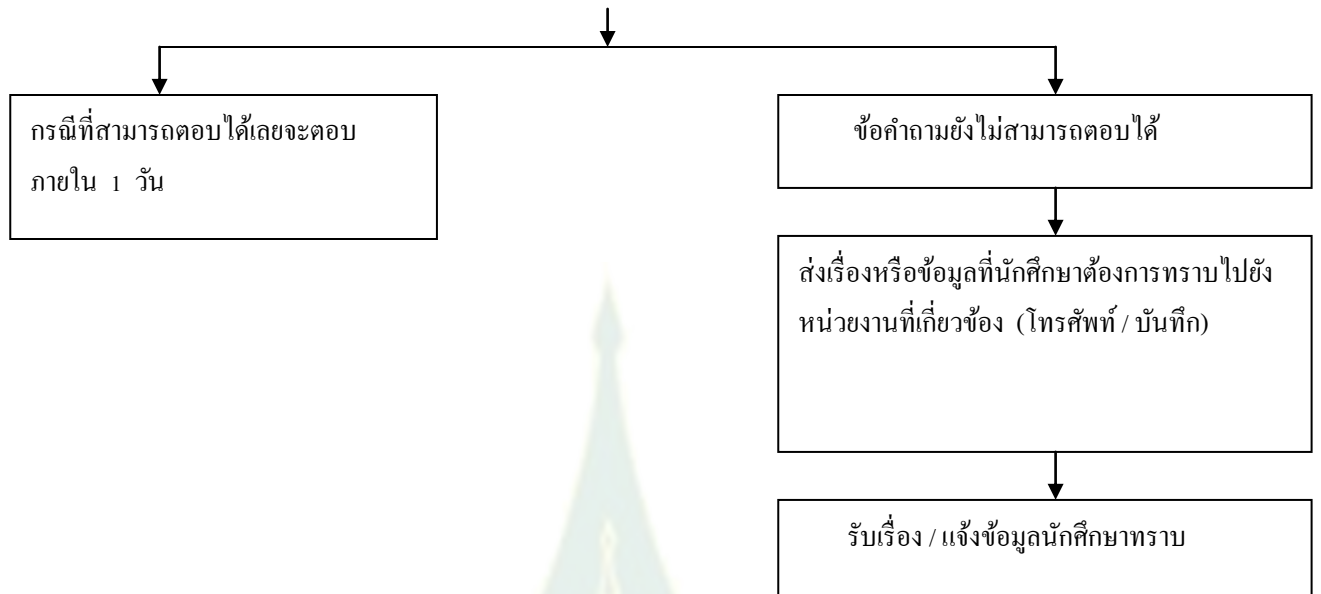 กรณีที่สามารถตอบได้เลยจะตอบ
ภายใน 1 วัน
ข้อคำถามยังไม่สามารถตอบได้
ส่งเรื่องหรือข้อมูลที่นักศึกษาต้องการทราบไปยัง
หน่วยงานที่เกี่ยวข้อง (โทรศัพท์ / บันทึก)
รับเรื่อง / แจ้งข้อมูลนักศึกษาทราบ